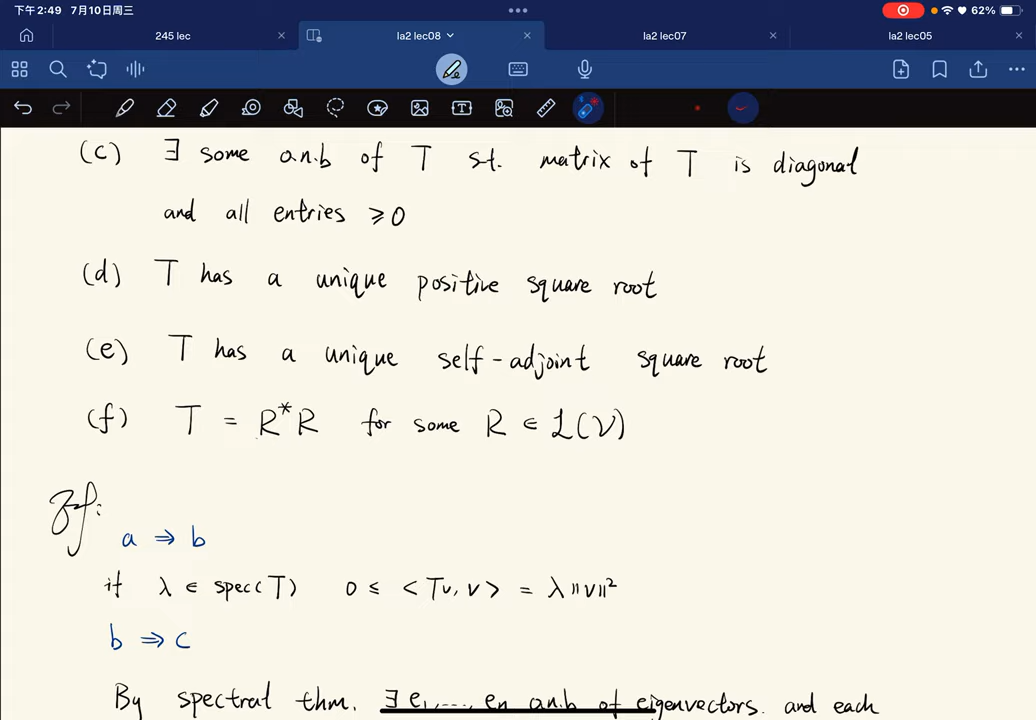 下午2:49 7月10日周三
62%
245 lec
la2 lec08
la2 lec07
la2 lec05
(c) ∃ some o.n.b of T s.t. matrix of T is diagonal
and all entries ⩾0
(d) T has a unique positive square root
(e) T has a unique self-adjoint square root
(f) T = R*R for some R ∈ L(V)
Pf:
a ⇒ b
if λ ∈ spec(T) 0 ≤ <Tv, v> = λ||v||²
b ⇒ c
By spectral thm. ∃ e₁,..., en o.n.b of eigenvectors. and each